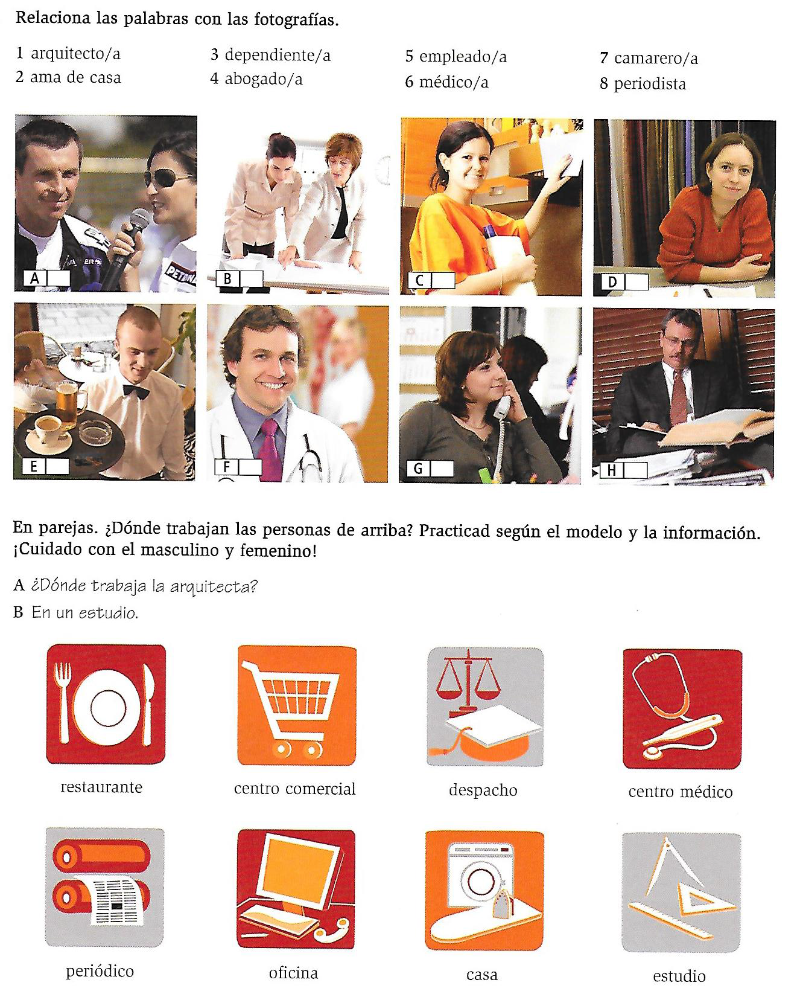 Relaciona las palabras con las fotografías.
1 arquitecto/a 3 dependiente/a 5 empleado/a 7 camarero/a
2 ama de casa 4 abogado/a 6 médico/a 8 periodista
A B C D
E F G H
En parejas. ¿Dónde trabajan las personas de arriba? Practicad según el modelo y la información.
¡Cuidado con el masculino y femenino!
A ¿Dónde trabaja la arquitecta?
B En un estudio.
restaurante centro comercial despacho centro médico
periódico oficina casa estudio